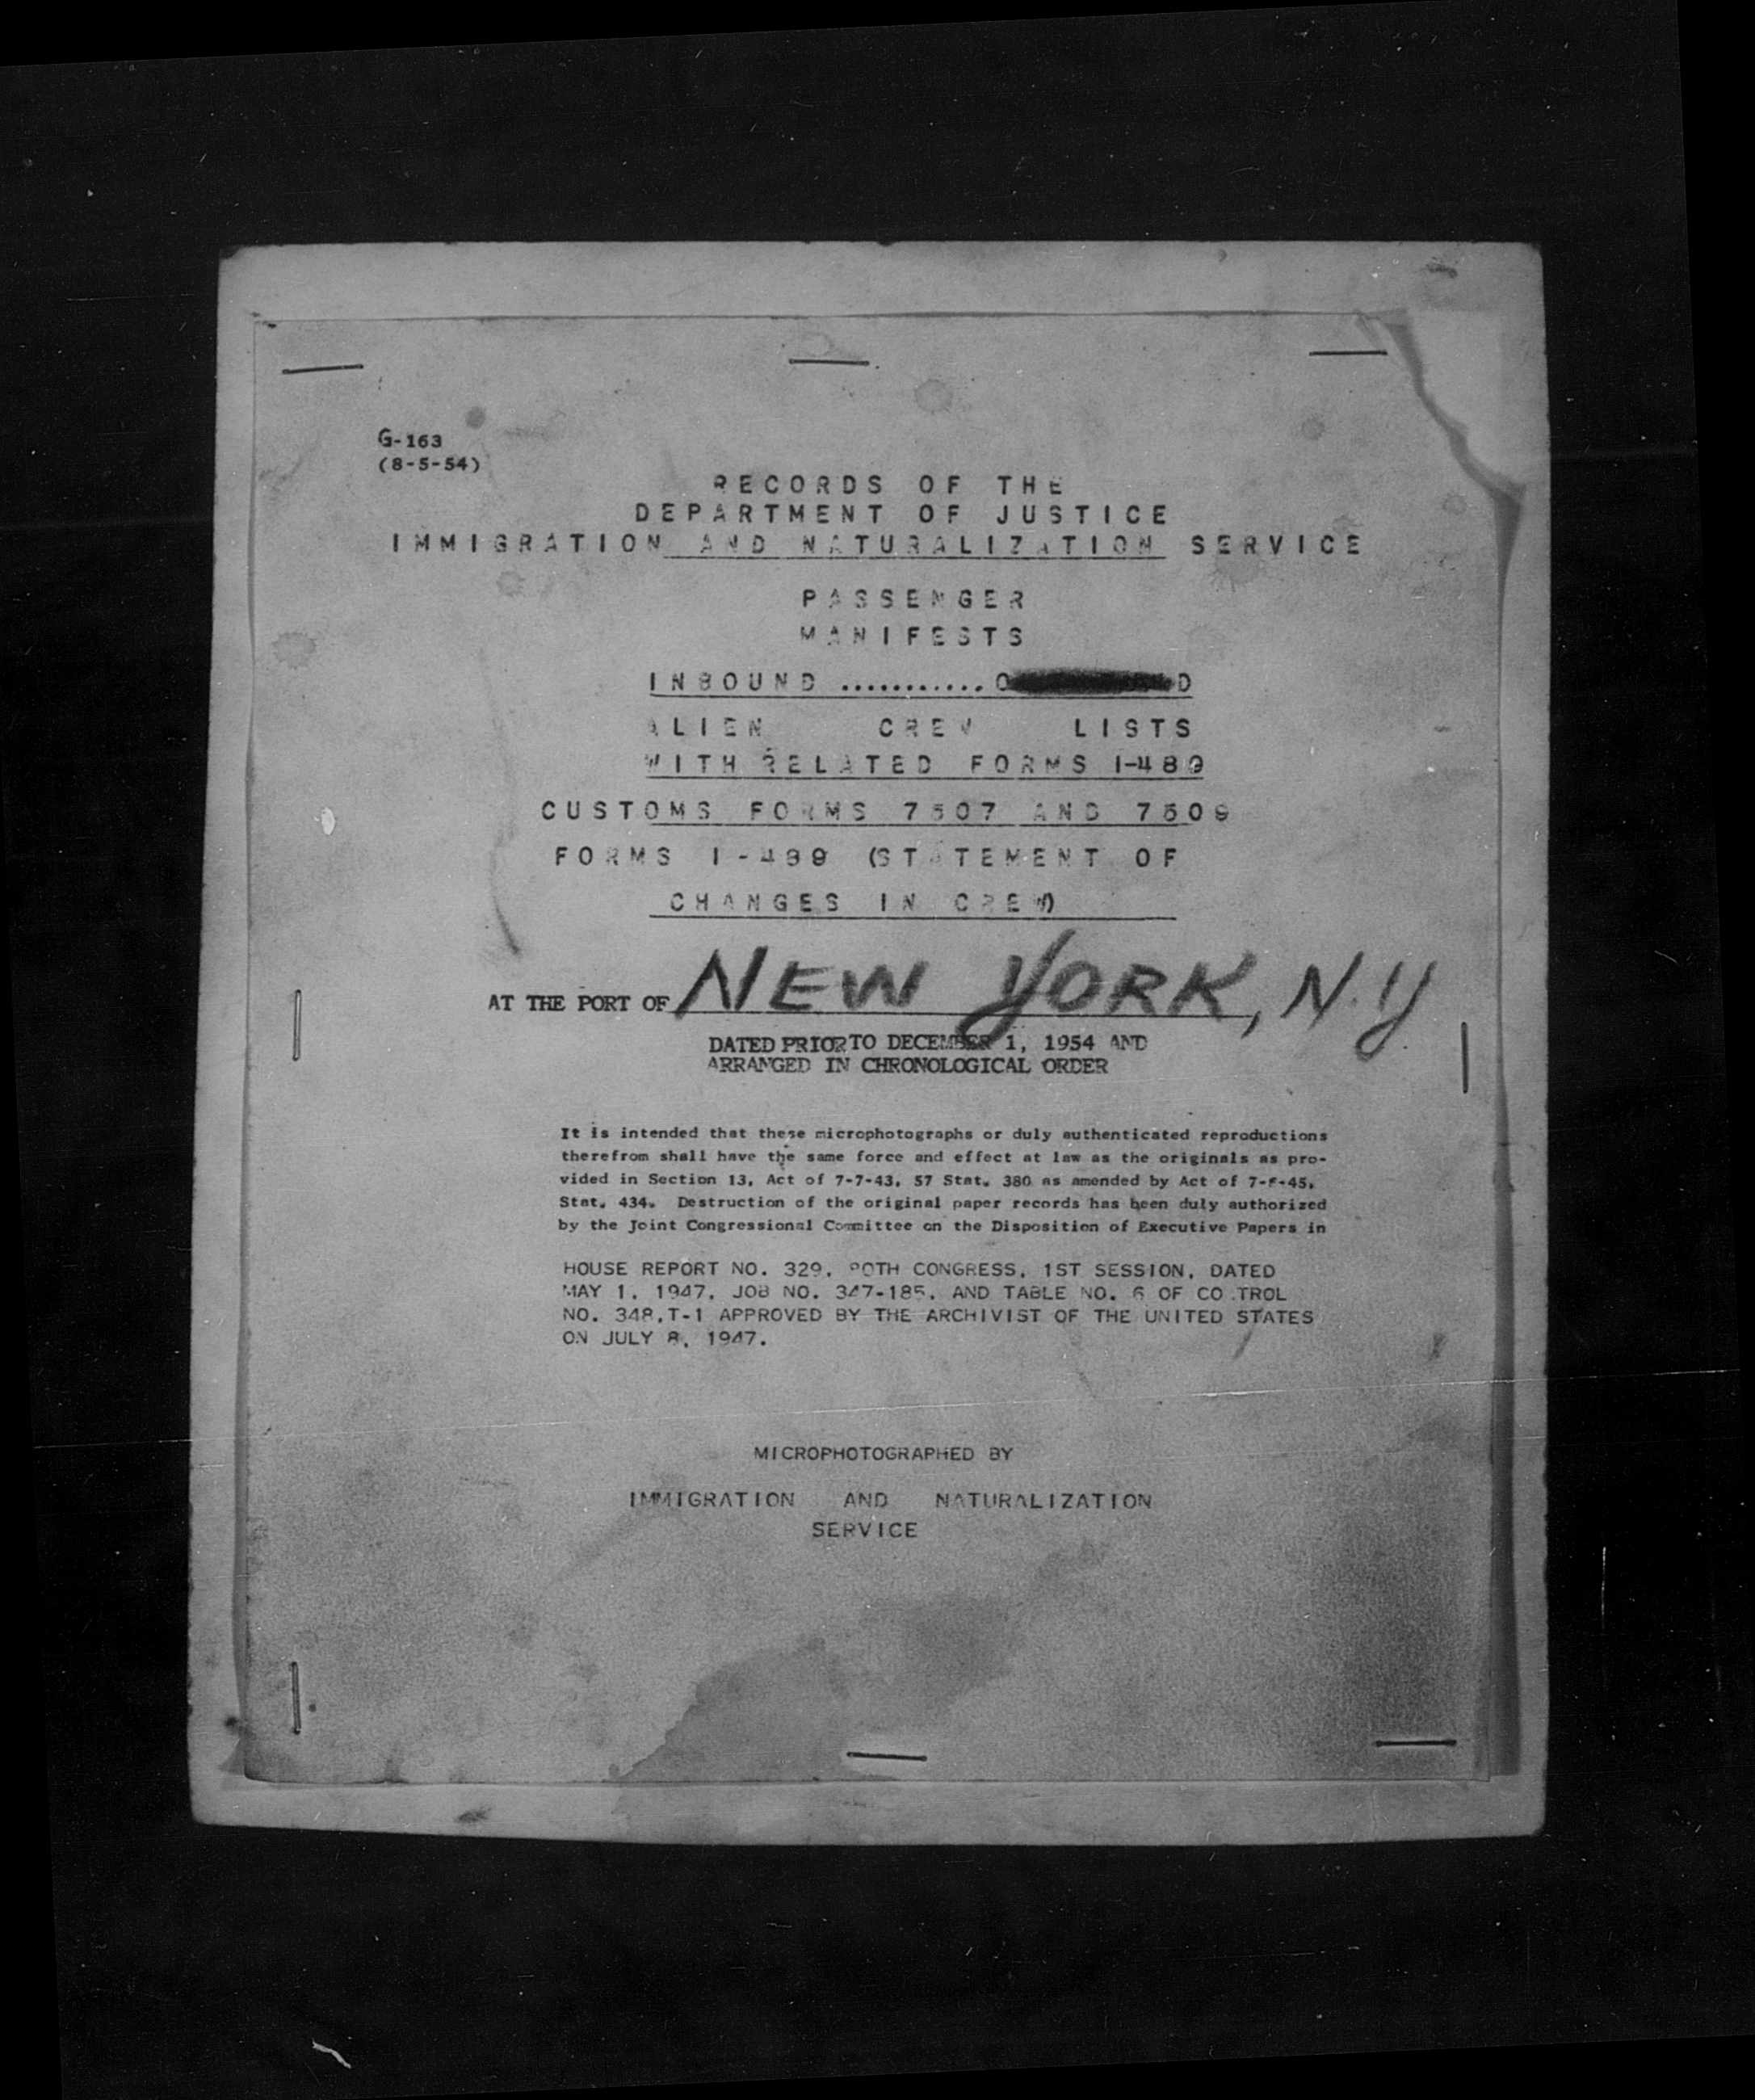 G-163
(8-5-54)
RECORDS OF THE
DEPARTMENT OF JUSTICE
IMMIGRATION AND NATURALIZATION SERVICE
PASSENGER
MANIFESTS
INBOUND ...........
ALIEN CREW LISTS
WITH RELATED FORMS I-489
CUSTOMS FORMS 7507 AND 7509
FORMS I-489 (STATEMENT OF
CHANGES IN CREW)
AT THE PORT OF NEW YORK, N.Y
DATED PRIOR TO DECEMBER 1, 1954 AND
ARRANGED IN CHRONOLOGICAL ORDER
It is intended that these microphotographs or duly authenticated reproductions
therefrom shall have the same force and effect at law as the originals as pro-
vided in Section 13, Act of 7-7-43, 57 Stat. 380 as amended by Act of
Stat. 434. Destruction of the original paper records has been duly authorized
by the Joint Congressional Committee on the Disposition of Executive Papers in
HOUSE REPORT NO. 329, 80TH CONGRESS, 1ST SESSION, DATED
MAY 1, 1947, JOB NO. 347-185, AND TABLE NO. 6 OF CO TROL
NO. 348,T-1 APPROVED BY THE ARCHIVIST OF THE UNITED STATES
ON JULY 8, 1947.
MICROPHOTOGRAPHED BY
IMMIGRATION AND NATURALIZATION
SERVICE